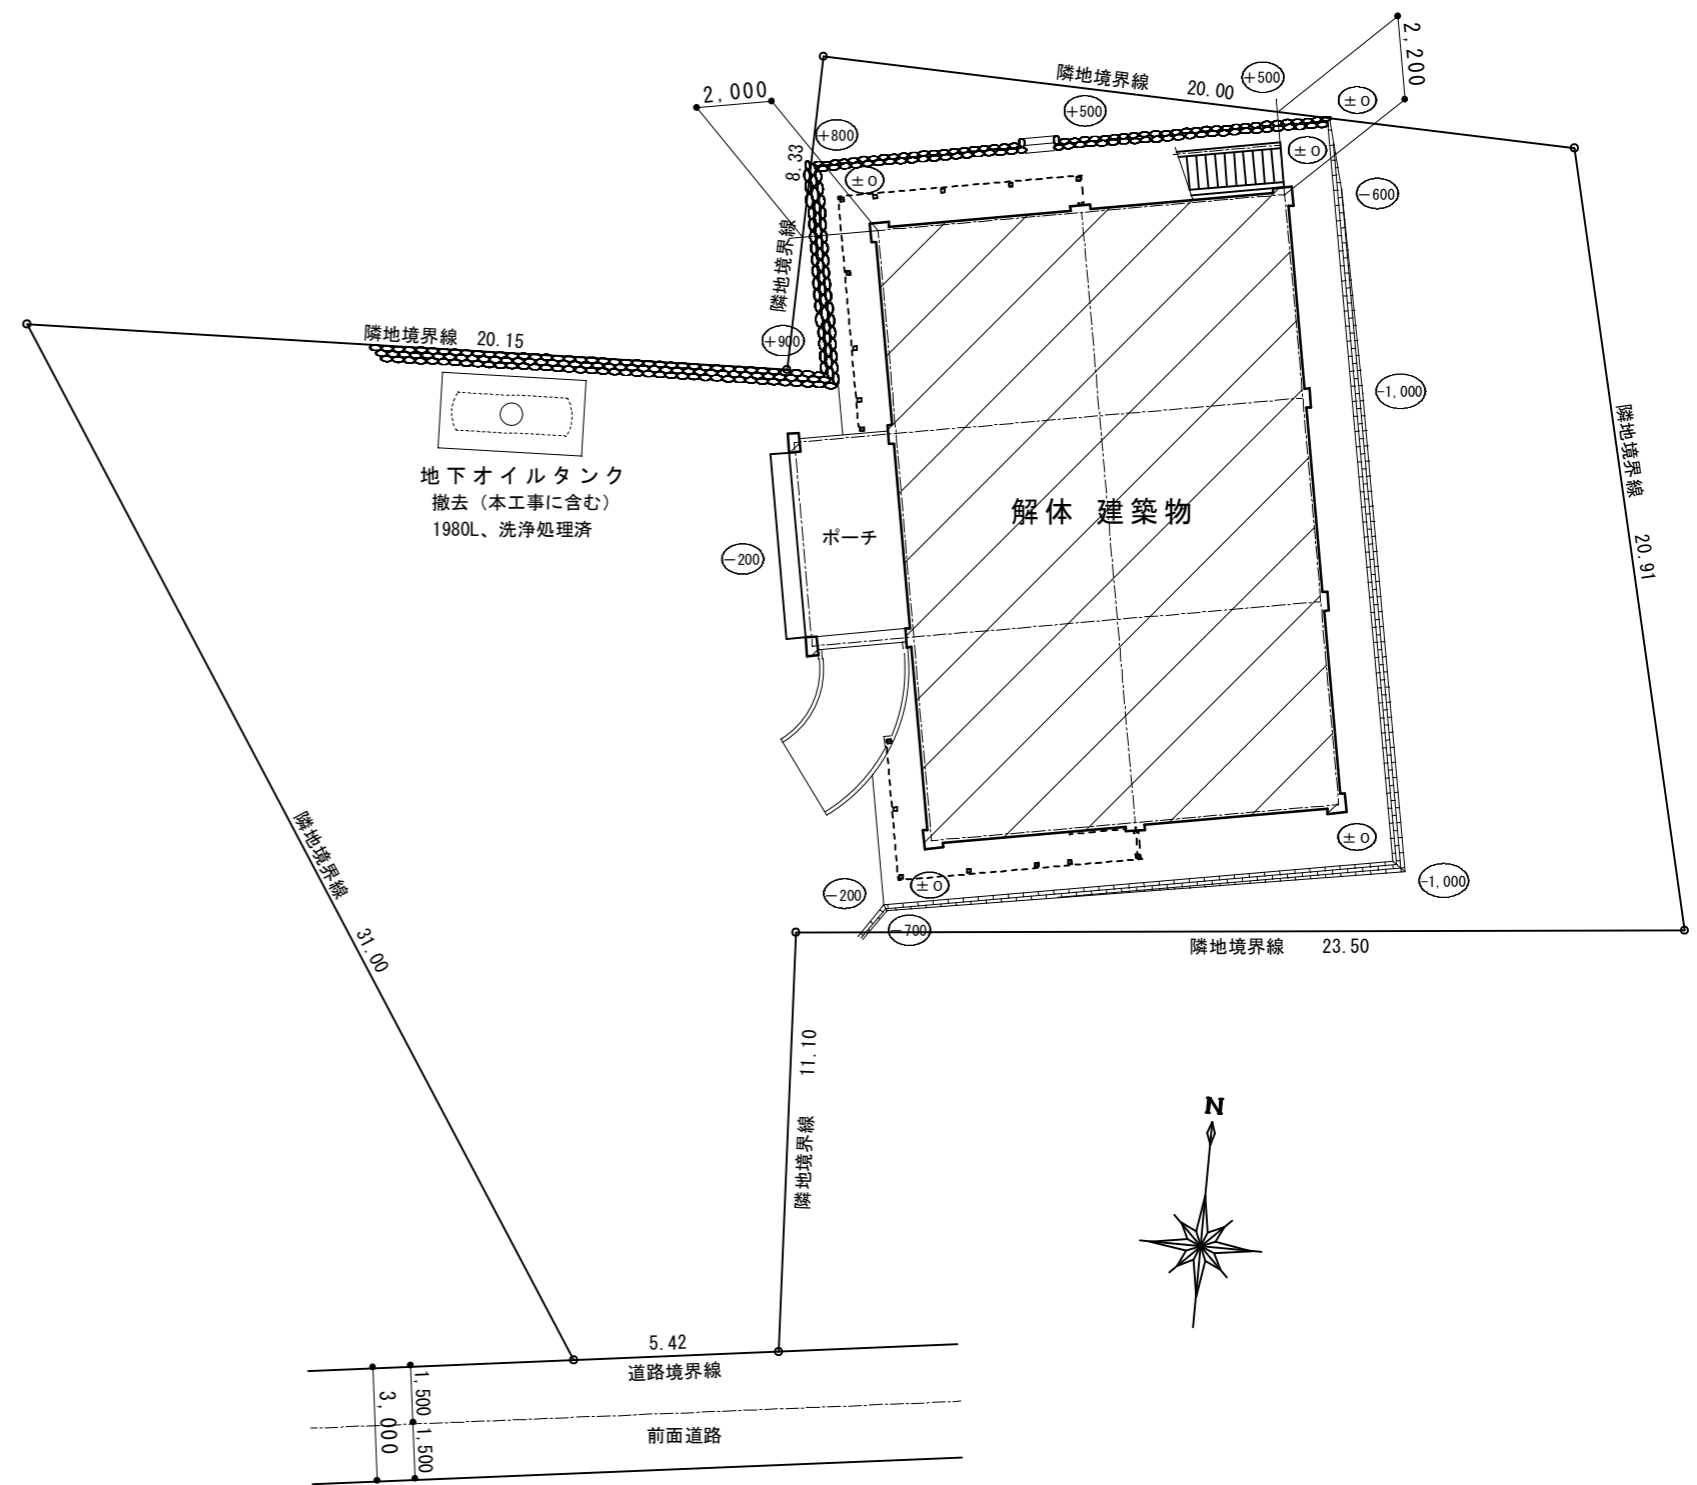 2,200
+500
隣地境界線 20.00
±0
2,000
+500
+800
8.33
隣地境界線
±0
±0
-600
+900
隣地境界線 20.15
-1,000
隣地境界線 20.91
地下オイルタンク
撤去（本工事に含む）
1980L、洗浄処理済
解体 建築物
ポーチ
-200
隣地境界線 31.00
±0
-200
±0
-1,000
-700
隣地境界線 23.50
隣地境界線 11.10
N
5.42
道路境界線
1,500
3,000
1,500
前面道路